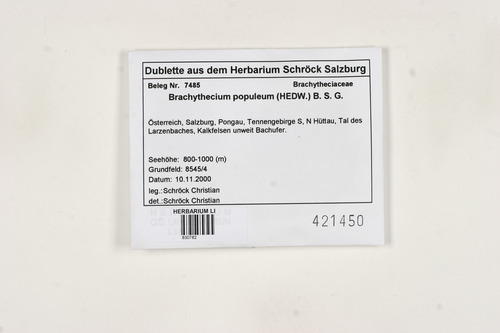 Dublette aus dem Herbarium Schröck Salzburg
Beleg Nr. 7485 Brachytheciaceae
Brachythecium populeum (HEDW.) B. S. G.
Österreich, Salzburg, Pongau, Tennengebirge S, N Hüttau, Tal des
Larzenbaches, Kalkfelsen unweit Bachufer.
Seehöhe: 800-1000 (m)
Grundfeld: 8545/4
Datum: 10.11.2000
leg.:Schröck Christian
det.:Schröck Christian
HERBARIUM LI
421450